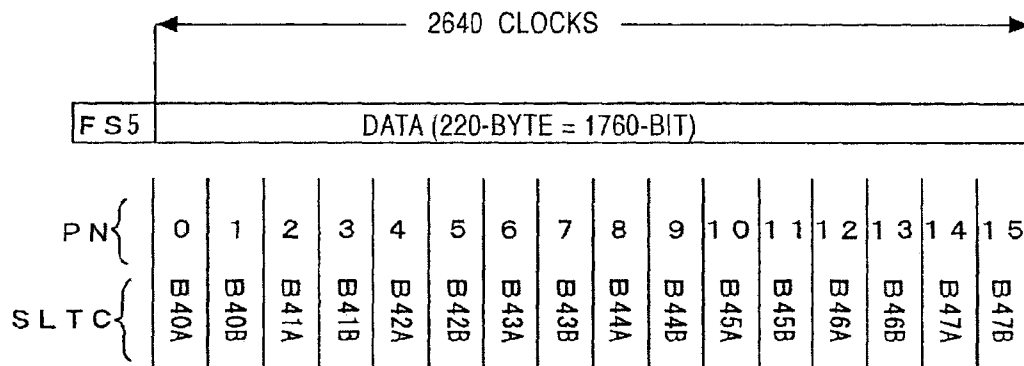 2640 CLOCKS
FS5 DATA (220-BYTE = 1760-BIT)
PN{ 0 1 2 3 4 5 6 7 8 9 10 11 12 13 14 15
SLTC{ B40A B40B B41A B41B B42A B42B B43A B43B B44A B44B B45A B45B B46A B46B B47A B47B